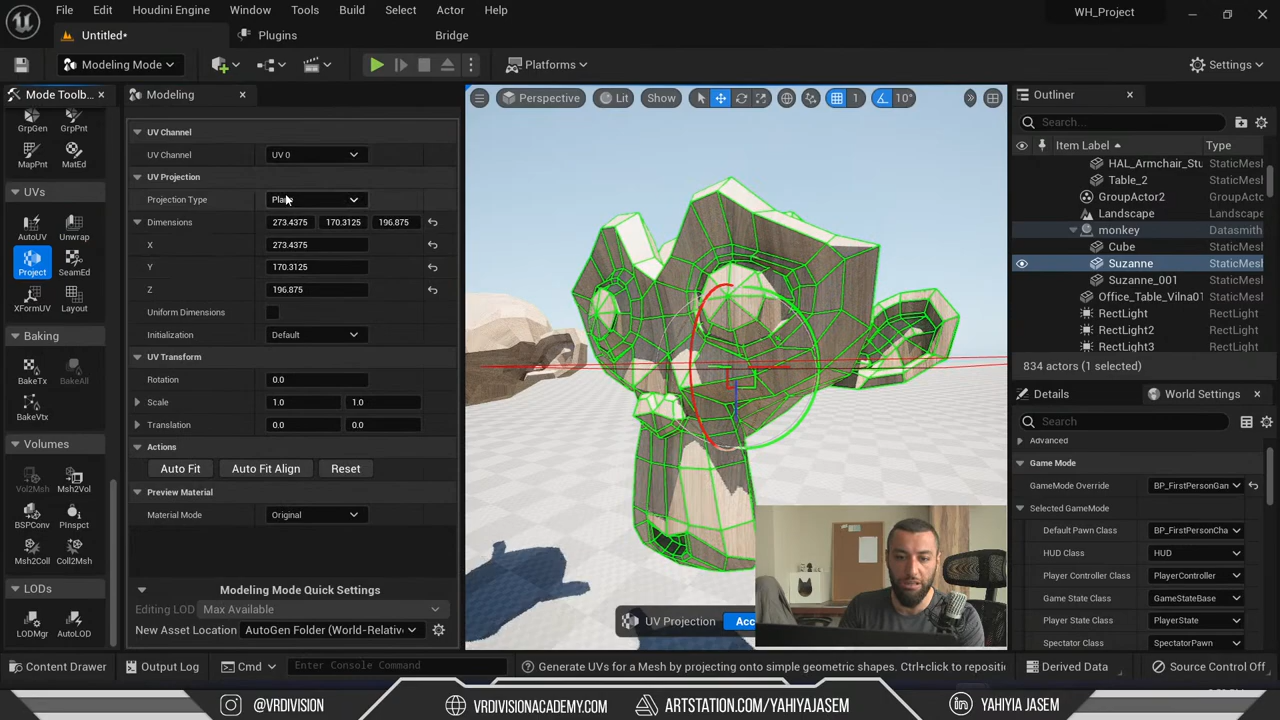 File Edit Houdini Engine Window Tools Build Select Actor Help WH_Project
Untitled* Plugins Bridge
Modeling Mode Platforms Settings
Mode Toolb... Modeling Perspective Lit Show 1 10° Outliner
GrpGen GrpPnt
MapPnt MatEd
UVs
AutoUV Unwrap
Project SeamEd
XFormUV Layout
Baking
BakeTx BakeAll
BakeVtx
Volumes
Vol2Msh Msh2Vol
BSPConv PInspct
Msh2Coll Coll2Msh
LODs
LODMgr AutoLOD
UV Channel
UV Channel UV 0
UV Projection
Projection Type
Dimensions 273.4375 170.3125 196.875
X 273.4375
Y 170.3125
Z 196.875
Uniform Dimensions
Initialization Default
UV Transform
Rotation 0.0
Scale 1.0 1.0
Translation 0.0 0.0
Actions
Auto Fit Auto Fit Align Reset
Preview Material
Material Mode Original
Modeling Mode Quick Settings
Editing LOD Max Available
New Asset Location AutoGen Folder (World-Relativ
UV Projection Acc
Search...
Item Label Type
HAL_Armchair_Stu StaticMesh
Table_2 StaticMesh
GroupActor2 GroupActor
Landscape Landscape
monkey Datasmith
Cube StaticMesh
Suzanne StaticMesh
Suzanne_001 StaticMesh
Office_Table_Vilna01 StaticMesh
RectLight RectLight
RectLight2 RectLight
RectLight3 RectLight
834 actors (1 selected)
Details World Settings
Search
Advanced
Game Mode
GameMode Override BP_FirstPersonGan
Selected GameMode
Default Pawn Class BP_FirstPersonCha
HUD Class HUD
Player Controller Class PlayerController
Game State Class GameStateBase
Player State Class PlayerState
Spectator Class SpectatorPawn
Content Drawer Output Log Cmd Enter Console Command Generate UVs for a Mesh by projecting onto simple geometric shapes. Ctrl+click to repositi Derived Data Source Control Off
@VRDIVISION VRDIVISIONACADEMY.COM ARTSTATION.COM/YAHIYAJASEM YAHIYIA JASEM